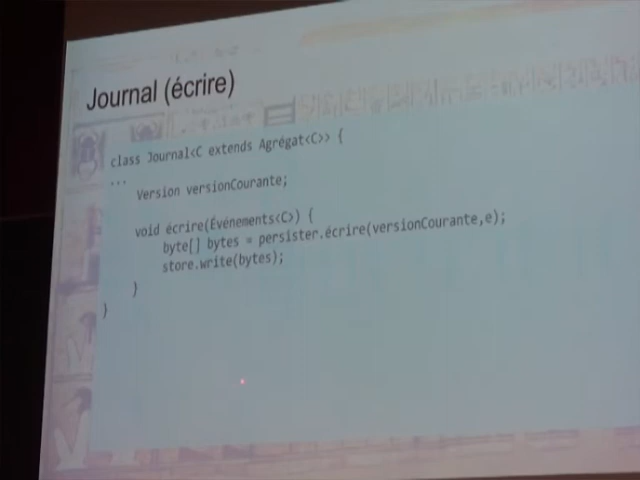 Journal (écrire)
class Journal<C extends Agrégat<C>> {
...
Version versionCourante;
void écrire(Événements<C>) {
byte[] bytes = persister.écrire(versionCourante,e);
store.write(bytes);
}
}